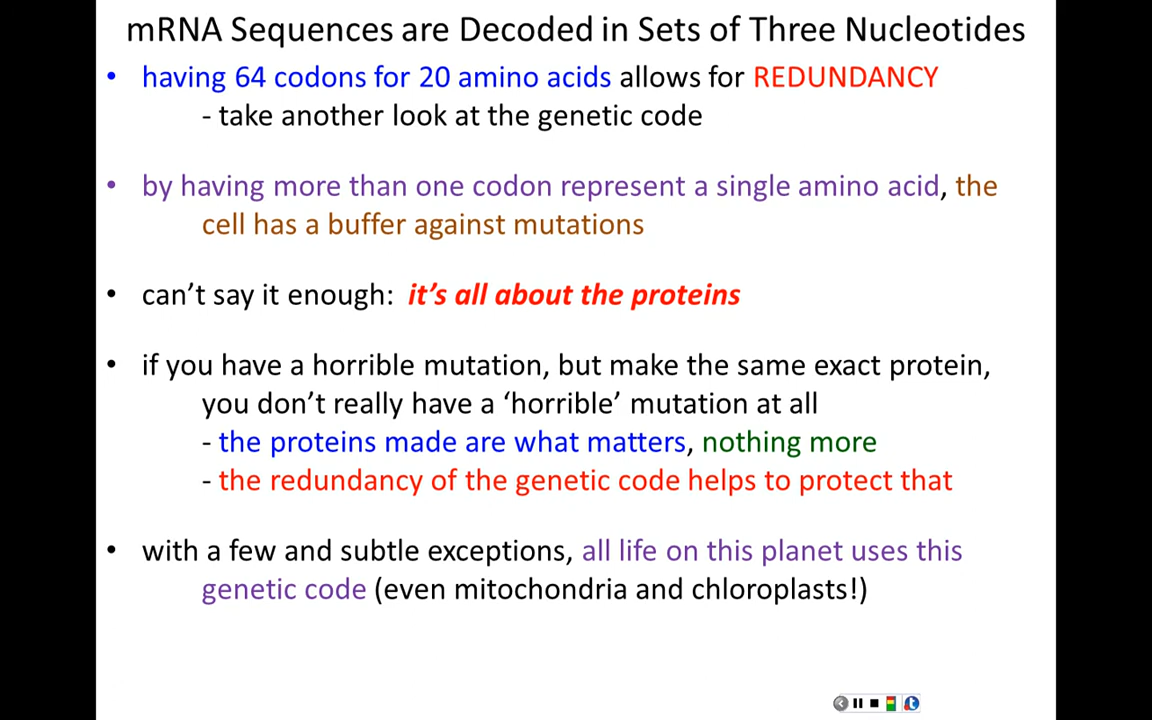 mRNA Sequences are Decoded in Sets of Three Nucleotides
• having 64 codons for 20 amino acids allows for REDUNDANCY
- take another look at the genetic code
• by having more than one codon represent a single amino acid, the
cell has a buffer against mutations
• can't say it enough: it's all about the proteins
• if you have a horrible mutation, but make the same exact protein,
you don't really have a 'horrible' mutation at all
- the proteins made are what matters, nothing more
- the redundancy of the genetic code helps to protect that
• with a few and subtle exceptions, all life on this planet uses this
genetic code (even mitochondria and chloroplasts!)